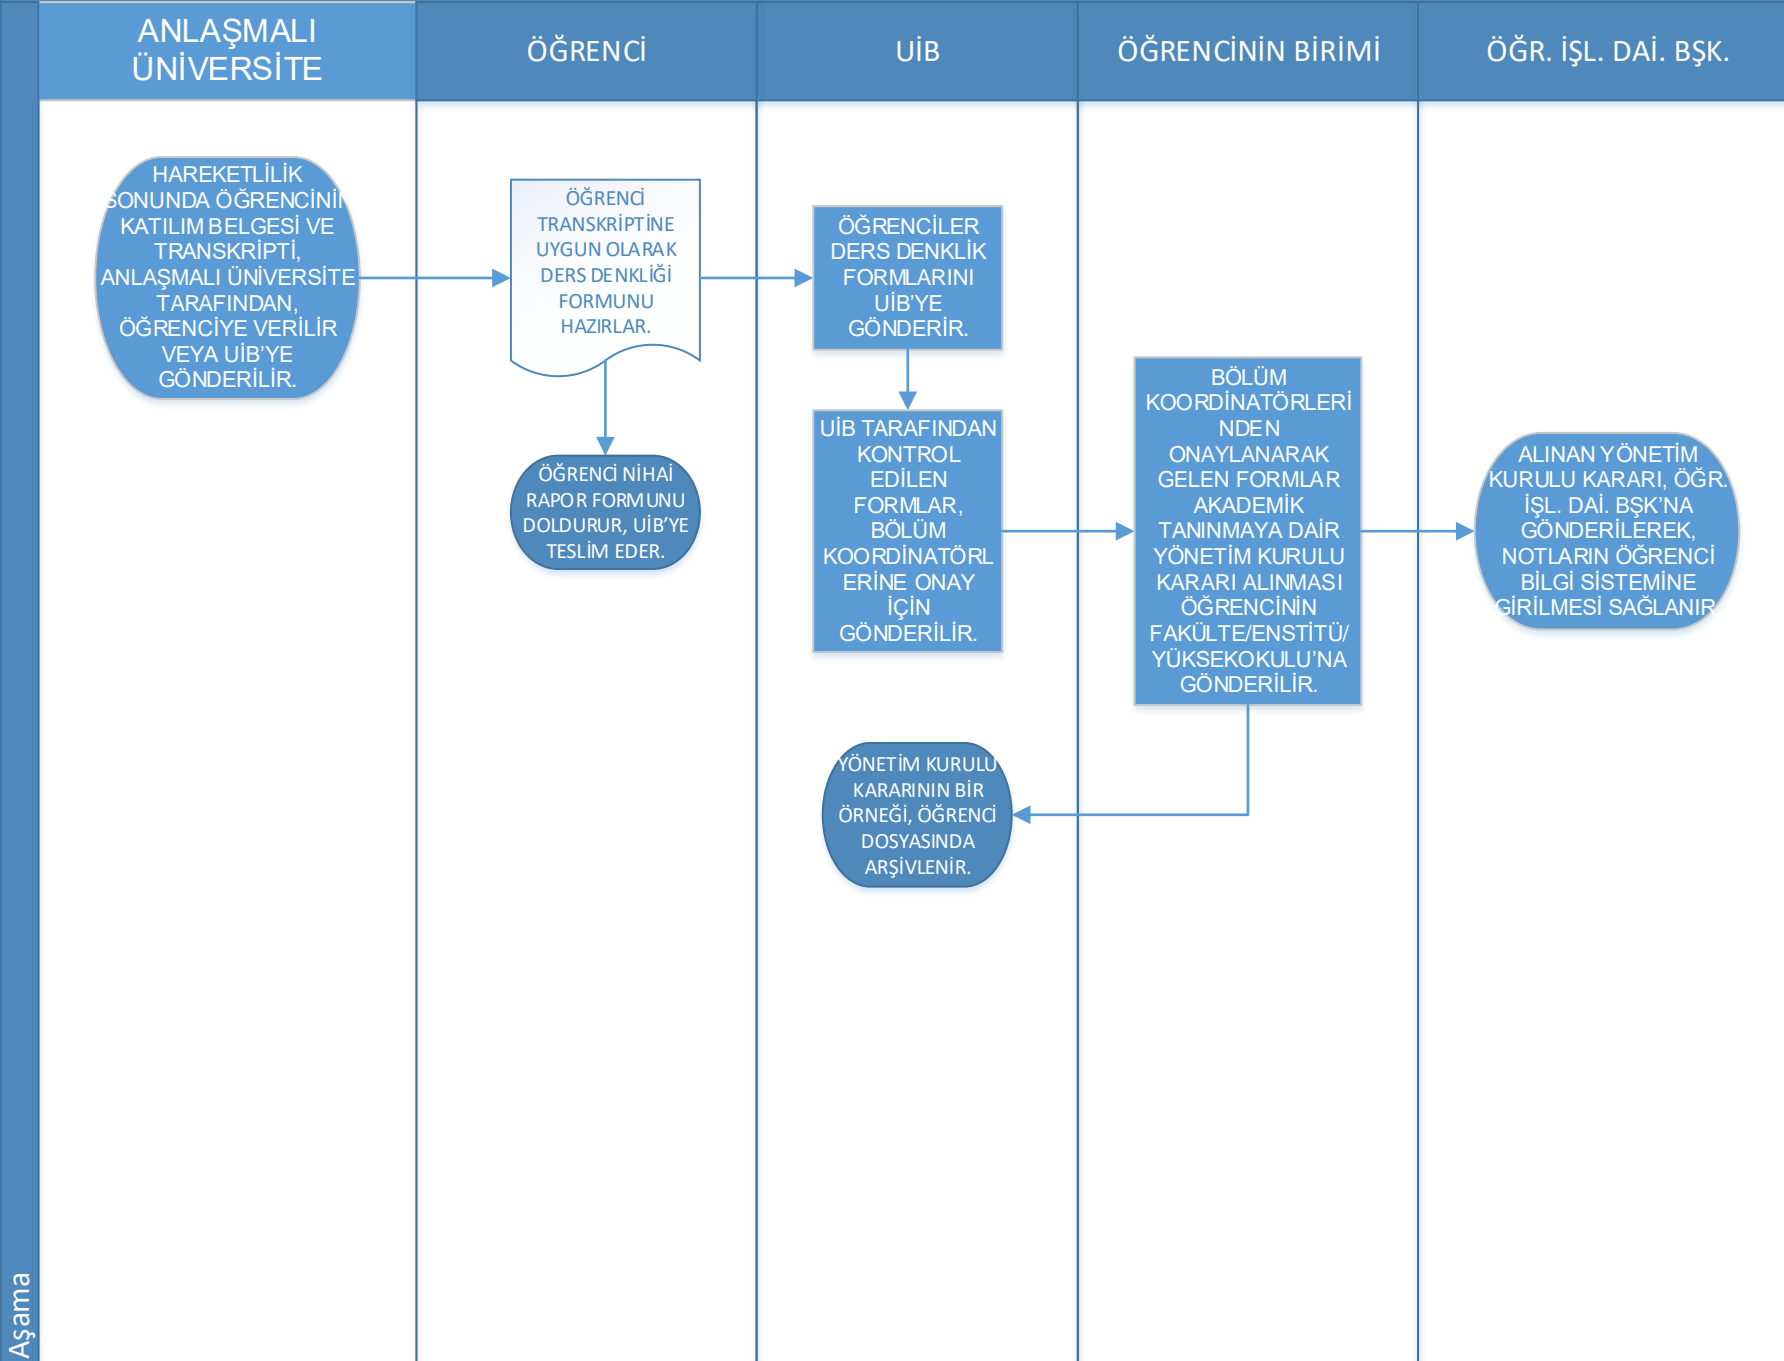 ANLAŞMALI
ÜNİVERSİTE
ÖĞRENCİ
UİB
ÖĞRENCİNİN BİRİMİ
ÖĞR. İŞL. DAİ. BŞK.
HAREKETLİLİK
SONUNDA ÖĞRENCİNİN
KATILIM BELGESİ VE
TRANSKRİPTİ,
ANLAŞMALI ÜNİVERSİTE
TARAFINDAN,
ÖĞRENCİYE VERİLİR
VEYA UİB’YE
GÖNDERİLİR.
ÖĞRENCİ
TRANSKRİPTİNE
UYGUN OLARAK
DERS DENKLİĞİ
FORMUNU
HAZIRLAR.
ÖĞRENCİ NİHAİ
RAPOR FORMUNU
DOLDURUR, UİB’YE
TESLİM EDER.
ÖĞRENCİLER
DERS DENKLİK
FORMLARINI
UİB’YE
GÖNDERİR.
UİB TARAFINDAN
KONTROL
EDİLEN
FORMLAR,
BÖLÜM
KOORDİNATÖRL
ERİNE ONAY
İÇİN
GÖNDERİLİR.
YÖNETİM KURULU
KARARININ BİR
ÖRNEĞİ, ÖĞRENCİ
DOSYASINDA
ARŞİVLENİR.
BÖLÜM
KOORDİNATÖRLERİ
NDEN
ONAYLANARAK
GELEN FORMLAR
AKADEMİK
TANINMAYA DAİR
YÖNETİM KURULU
KARARI ALINMASI
ÖĞRENCİNİN
FAKÜLTE/ENSTİTÜ/
YÜKSEKOKULU’NA
GÖNDERİLİR.
ALINAN YÖNETİM
KURULU KARARI, ÖĞR.
İŞL. DAİ. BŞK’NA
GÖNDERİLEREK,
NOTLARIN ÖĞRENCİ
BİLGİ SİSTEMİNE
GİRİLMESİ SAĞLANIR.
Aşama